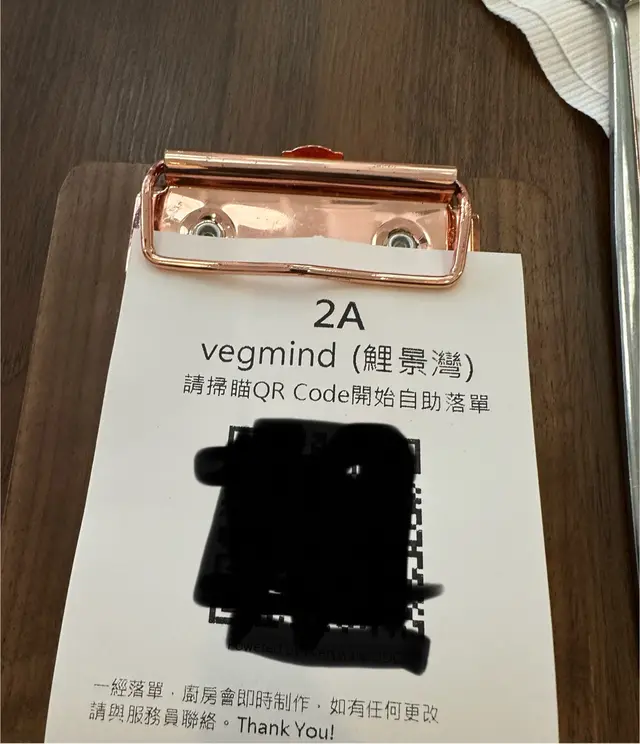 2A
vegmind (鯉景灣)
請掃瞄QR Code開始自助落單
一經落單，廚房會即時制作，如有任何更改
請與服務員聯絡。Thank You!